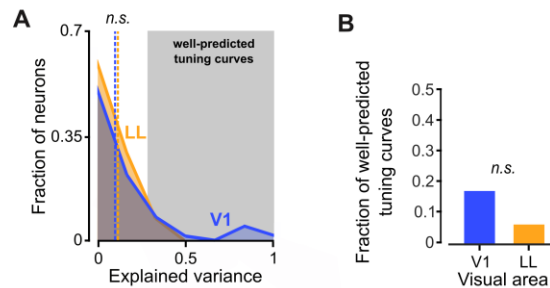 A
n.s.
0.7
well-predicted
tuning curves
Fraction of neurons
0.35
LL
V1
0
0
0.5
1
Explained variance
B
Fraction of well-predicted
tuning curves
0.5
0.4
0.3
n.s.
0.2
0.1
0
V1 LL
Visual area